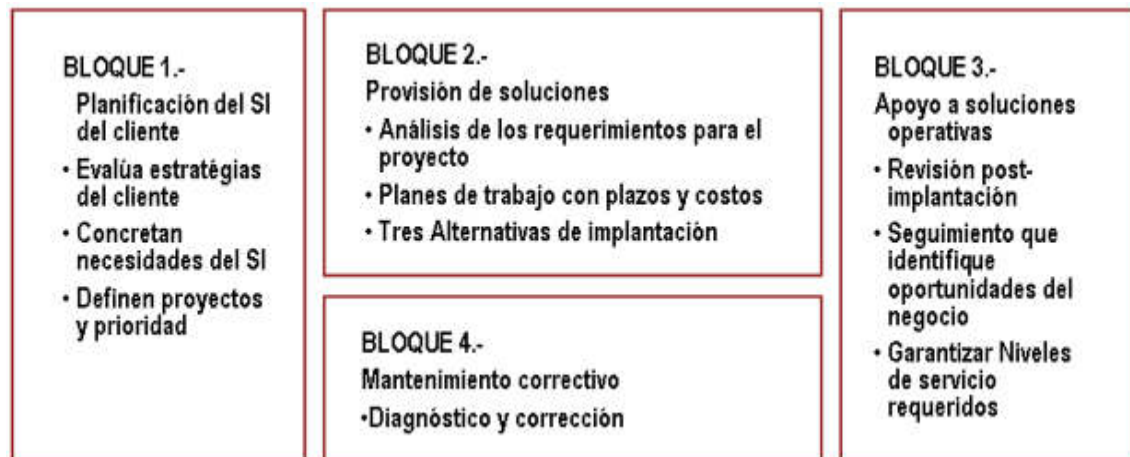 BLOQUE 1.-
Planificación del SI
del cliente
• Evalúa estratégias
del cliente
• Concretan
necesidades del SI
• Definen proyectos
y prioridad
BLOQUE 2.-
Provisión de soluciones
• Análisis de los requerimientos para el
proyecto
• Planes de trabajo con plazos y costos
• Tres Alternativas de implantación
BLOQUE 3.-
Apoyo a soluciones
operativas
• Revisión post-
implantación
• Seguimiento que
identifique
oportunidades del
negocio
• Garantizar Niveles
de servicio
requeridos
BLOQUE 4.-
Mantenimiento correctivo
•Diagnóstico y corrección